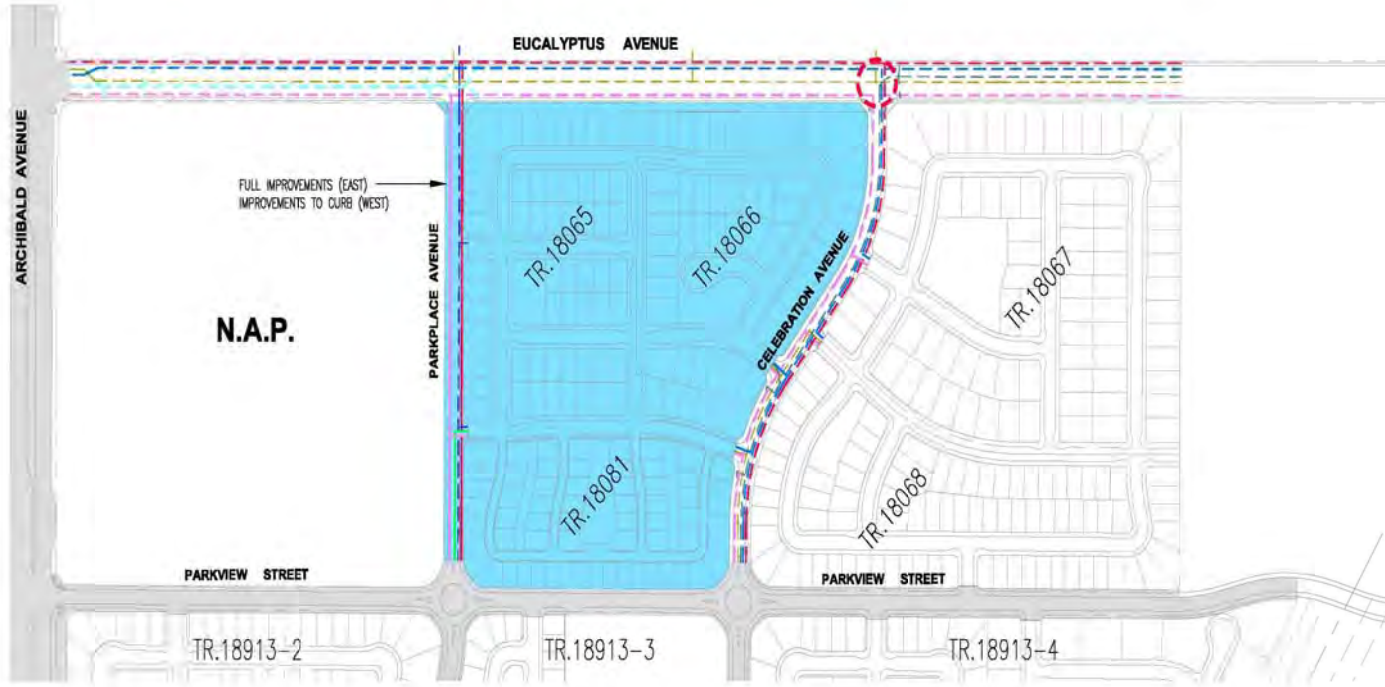 EUCALYPTUS AVENUE
ARCHIBALD AVENUE
FULL IMPROVEMENTS (EAST)
IMPROVEMENTS TO CURB (WEST)
PARKPLACE AVENUE
N.A.P.
TR.18065
TR.18066
CELEBRATION AVENUE
TR.18067
TR.18081
TR.18068
PARKVIEW STREET
PARKVIEW STREET
TR.18913-2
TR.18913-3
TR.18913-4